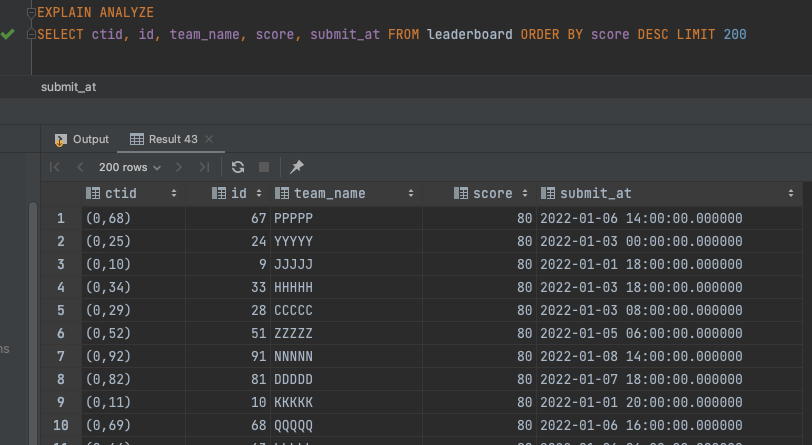 EXPLAIN ANALYZE
SELECT ctid, id, team_name, score, submit_at FROM leaderboard ORDER BY score DESC LIMIT 200
submit_at
Output Result 43
200 rows
ctid id team_name score submit_at
1 (0,68) 67 PPPPP 80 2022-01-06 14:00:00.000000
2 (0,25) 24 YYYYY 80 2022-01-03 00:00:00.000000
3 (0,10) 9 JJJJJ 80 2022-01-01 18:00:00.000000
4 (0,34) 33 HHHHH 80 2022-01-03 18:00:00.000000
5 (0,29) 28 CCCCC 80 2022-01-03 08:00:00.000000
6 (0,52) 51 ZZZZZ 80 2022-01-05 06:00:00.000000
ns
7 (0,92) 91 NNNNN 80 2022-01-08 14:00:00.000000
8 (0,82) 81 DDDDD 80 2022-01-07 18:00:00.000000
9 (0,11) 10 KKKKK 80 2022-01-01 20:00:00.000000
10 (0,69) 68 QQQQQ 80 2022-01-06 16:00:00.000000